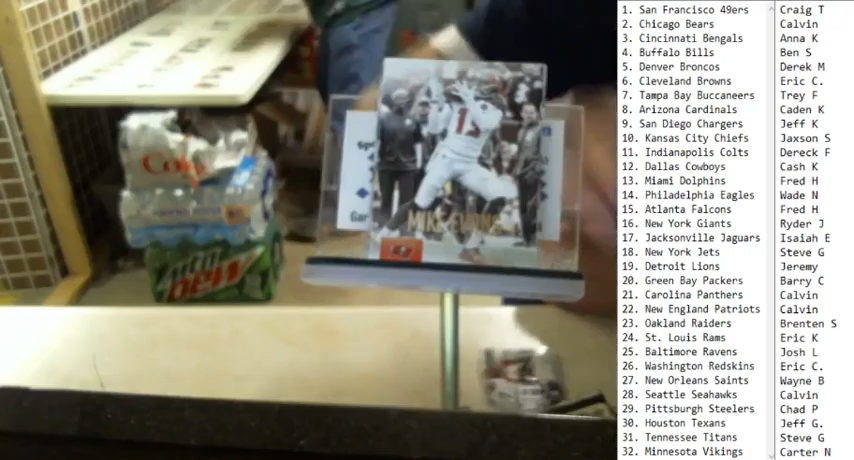 Coke
Mtn
Dew
13
MIKE EVANS
1. San Francisco 49ers Craig T
2. Chicago Bears Calvin
3. Cincinnati Bengals Anna K
4. Buffalo Bills Ben S
5. Denver Broncos Derek M
6. Cleveland Browns Eric C.
7. Tampa Bay Buccaneers Trey F
8. Arizona Cardinals Caden K
9. San Diego Chargers Jeff K
10. Kansas City Chiefs Jaxson S
11. Indianapolis Colts Dereck F
12. Dallas Cowboys Cash K
13. Miami Dolphins Fred H
14. Philadelphia Eagles Wade N
15. Atlanta Falcons Fred H
16. New York Giants Ryder J
17. Jacksonville Jaguars Isaiah E
18. New York Jets Steve G
19. Detroit Lions Jeremy
20. Green Bay Packers Barry C
21. Carolina Panthers Calvin
22. New England Patriots Calvin
23. Oakland Raiders Brenten S
24. St. Louis Rams Eric K
25. Baltimore Ravens Josh L
26. Washington Redskins Eric C.
27. New Orleans Saints Wayne B
28. Seattle Seahawks Calvin
29. Pittsburgh Steelers Chad P
30. Houston Texans Jeff G.
31. Tennessee Titans Steve G
32. Minnesota Vikings Carter N